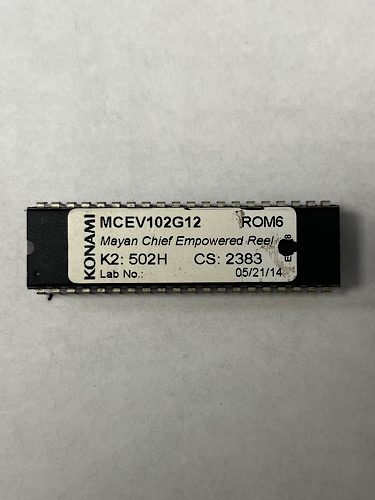 KONAMI
MCEV102G12 ROM6
Mayan Chief Empowered Reel
K2: 502H CS: 2383
Lab No.: 05/21/14